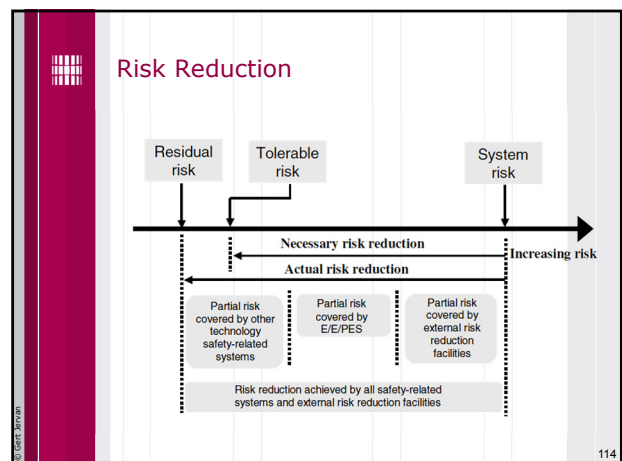 Risk Reduction
Residual
risk
Tolerable
risk
System
risk
Necessary risk reduction
Increasing risk
Actual risk reduction
Partial risk
covered by other
technology
safety-related
systems
Partial risk
covered by
E/E/PES
Partial risk
covered by
external risk
reduction
facilities
Risk reduction achieved by all safety-related
systems and external risk reduction facilities
© Gert Jervan
114